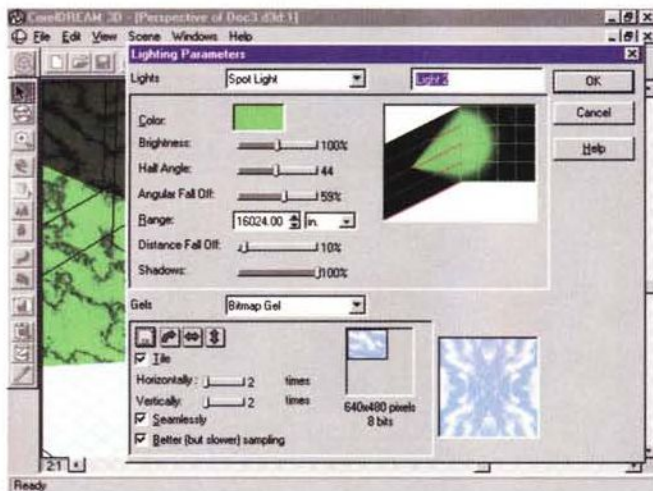 CorelDREAM 3D - [Perspective of Doc3.d3d:1]
File Edit View Scene Windows Help
Lighting Parameters
Lights Spot Light Light 2 OK
Color: Cancel
Brightness: 100% Help
Half Angle: 44
Angular Fall Off: 59%
Range: 16024.00 in.
Distance Fall Off: 10%
Shadows: 100%
Gels Bitmap Gel
Tile
Horizontally: 2 times
Vertically: 2 times
640x480 pixels
Seamlessly
8 bits
Better (but slower) sampling
2:1
Ready